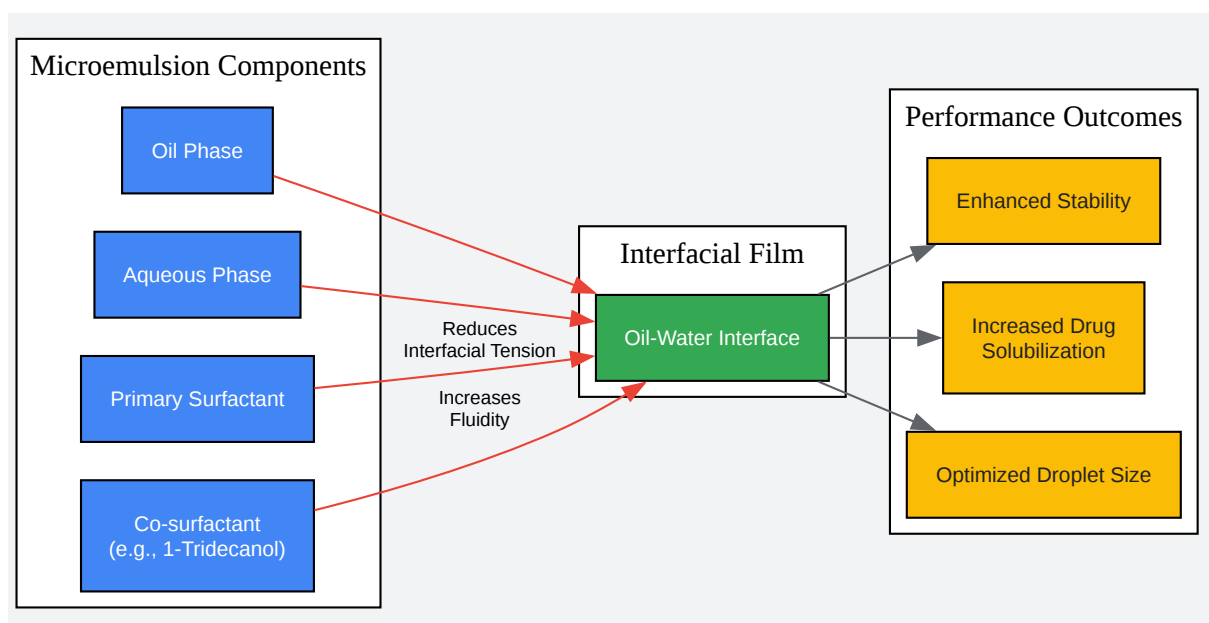 Microemulsion Components
Oil Phase
Aqueous Phase
Primary Surfactant
Co-surfactant
(e.g., 1-Tridecanol)
Reduces
Interfacial Tension
Increases
Fluidity
Interfacial Film
Oil-Water Interface
Performance Outcomes
Enhanced Stability
Increased Drug
Solubilization
Optimized Droplet Size